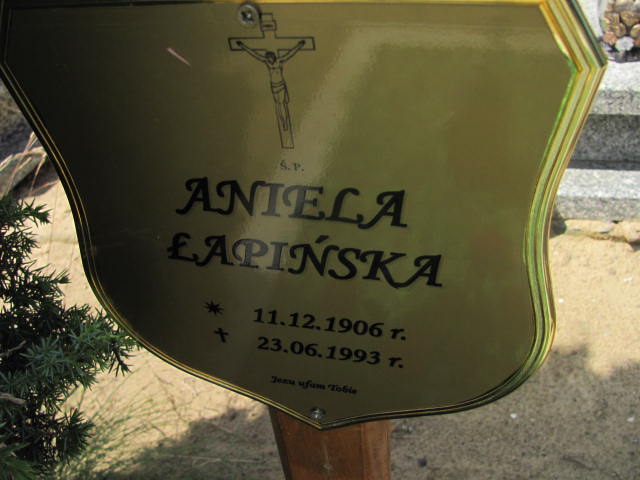 Ś.P.
ANIELA
ŁAPIŃSKA
11.12.1906 r.
23.06.1993 r.
Jezu ufam Tobie